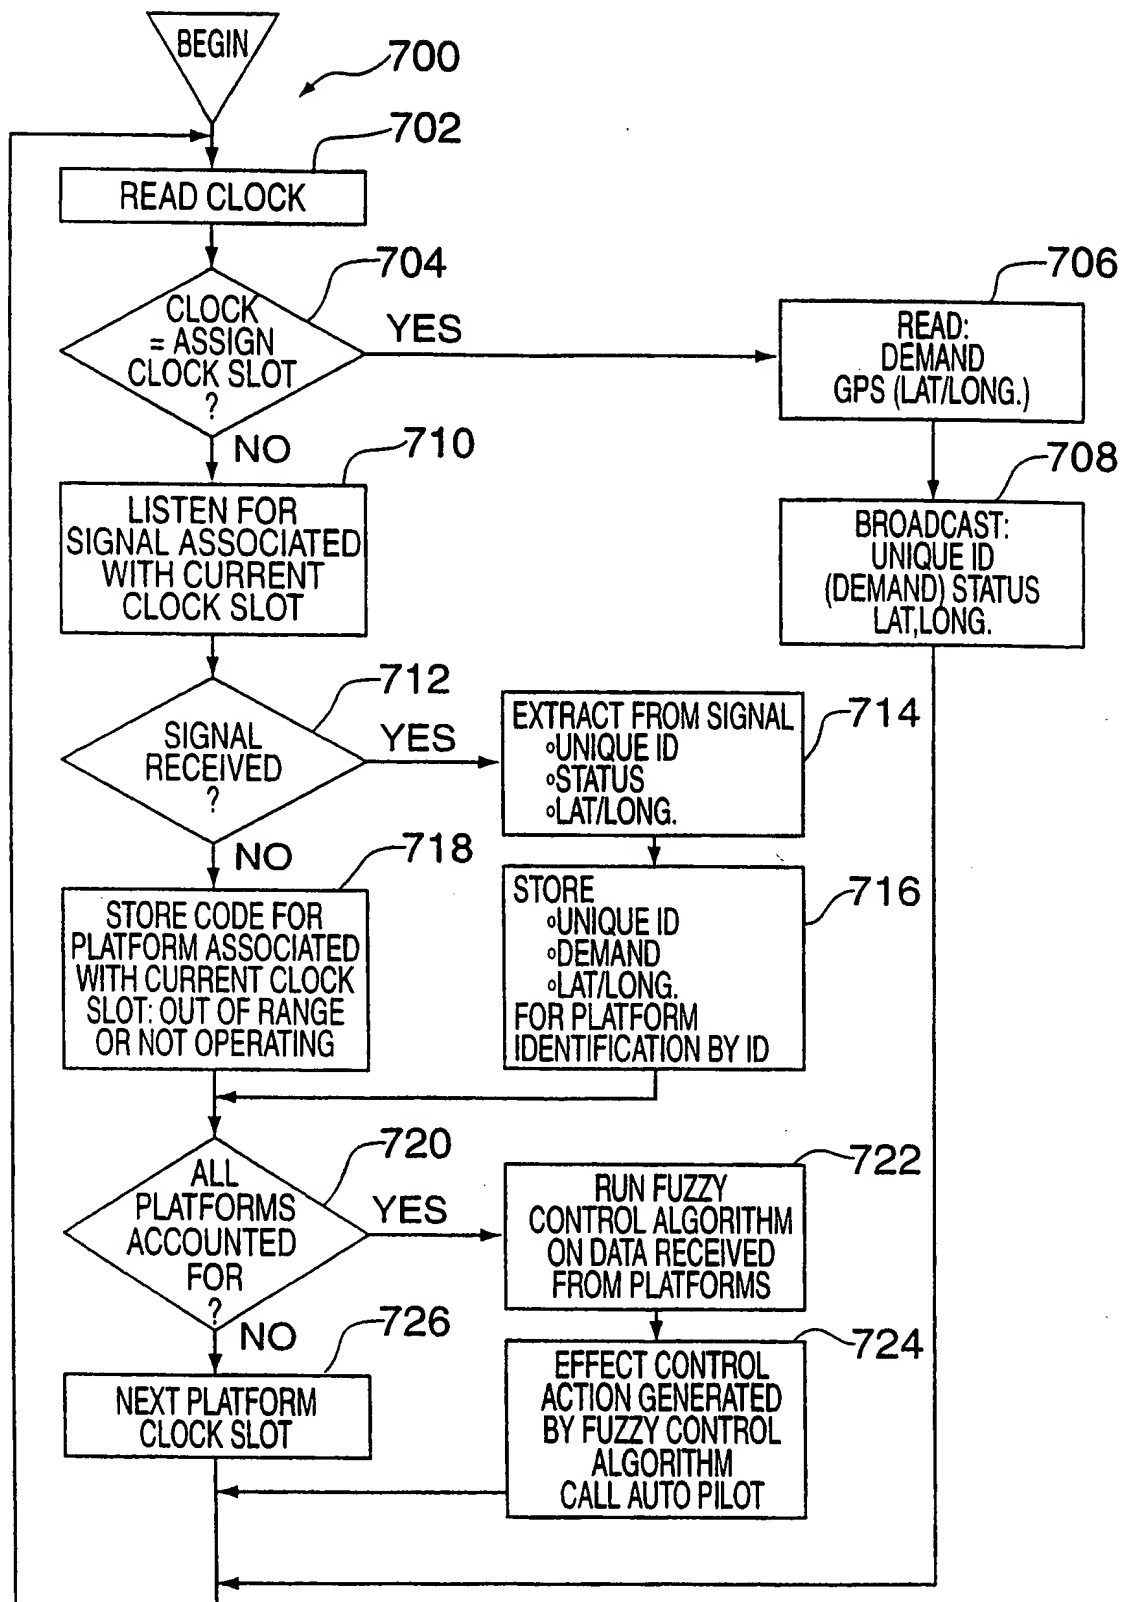 BEGIN
700
702
READ CLOCK
704
CLOCK
= ASSIGN
CLOCK SLOT
?
YES
706
READ:
DEMAND
GPS (LAT/LONG.)
NO
710
LISTEN FOR
SIGNAL ASSOCIATED
WITH CURRENT
CLOCK SLOT
708
BROADCAST:
UNIQUE ID
(DEMAND) STATUS
LAT,LONG.
712
SIGNAL
RECEIVED
?
YES
714
EXTRACT FROM SIGNAL
∘UNIQUE ID
∘STATUS
∘LAT/LONG.
NO
718
STORE CODE FOR
PLATFORM ASSOCIATED
WITH CURRENT CLOCK
SLOT: OUT OF RANGE
OR NOT OPERATING
716
STORE
∘UNIQUE ID
∘DEMAND
∘LAT/LONG.
FOR PLATFORM
IDENTIFICATION BY ID
720
ALL
PLATFORMS
ACCOUNTED
FOR
?
YES
722
RUN FUZZY
CONTROL ALGORITHM
ON DATA RECEIVED
FROM PLATFORMS
NO
726
NEXT PLATFORM
CLOCK SLOT
724
EFFECT CONTROL
ACTION GENERATED
BY FUZZY CONTROL
ALGORITHM
CALL AUTO PILOT